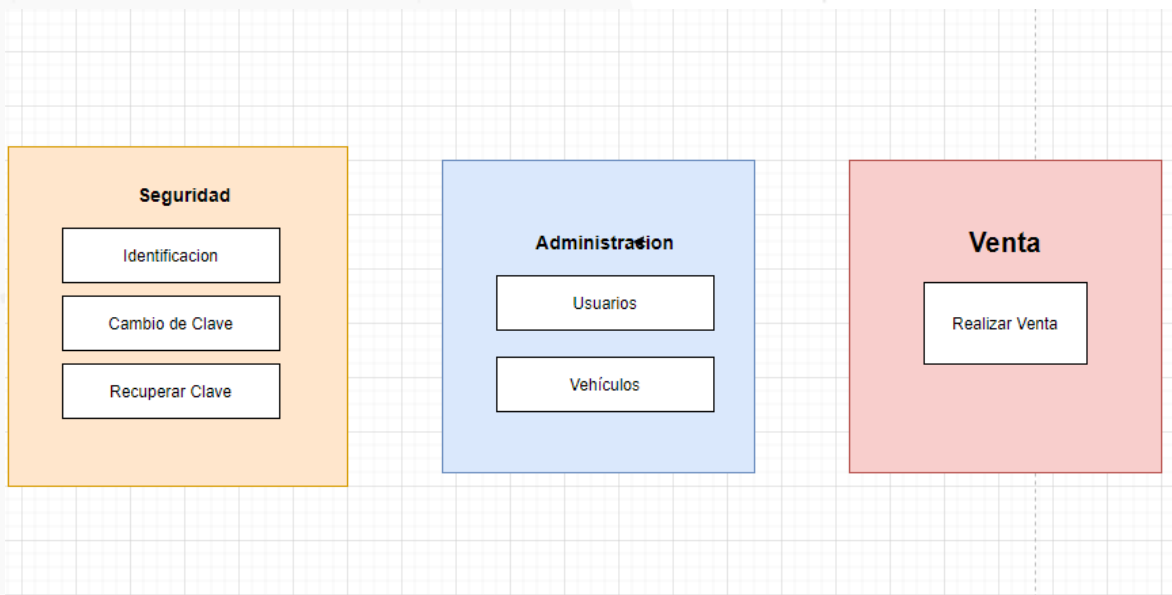 Seguridad
Identificacion
Cambio de Clave
Recuperar Clave
Administracion
Usuarios
Vehículos
Venta
Realizar Venta